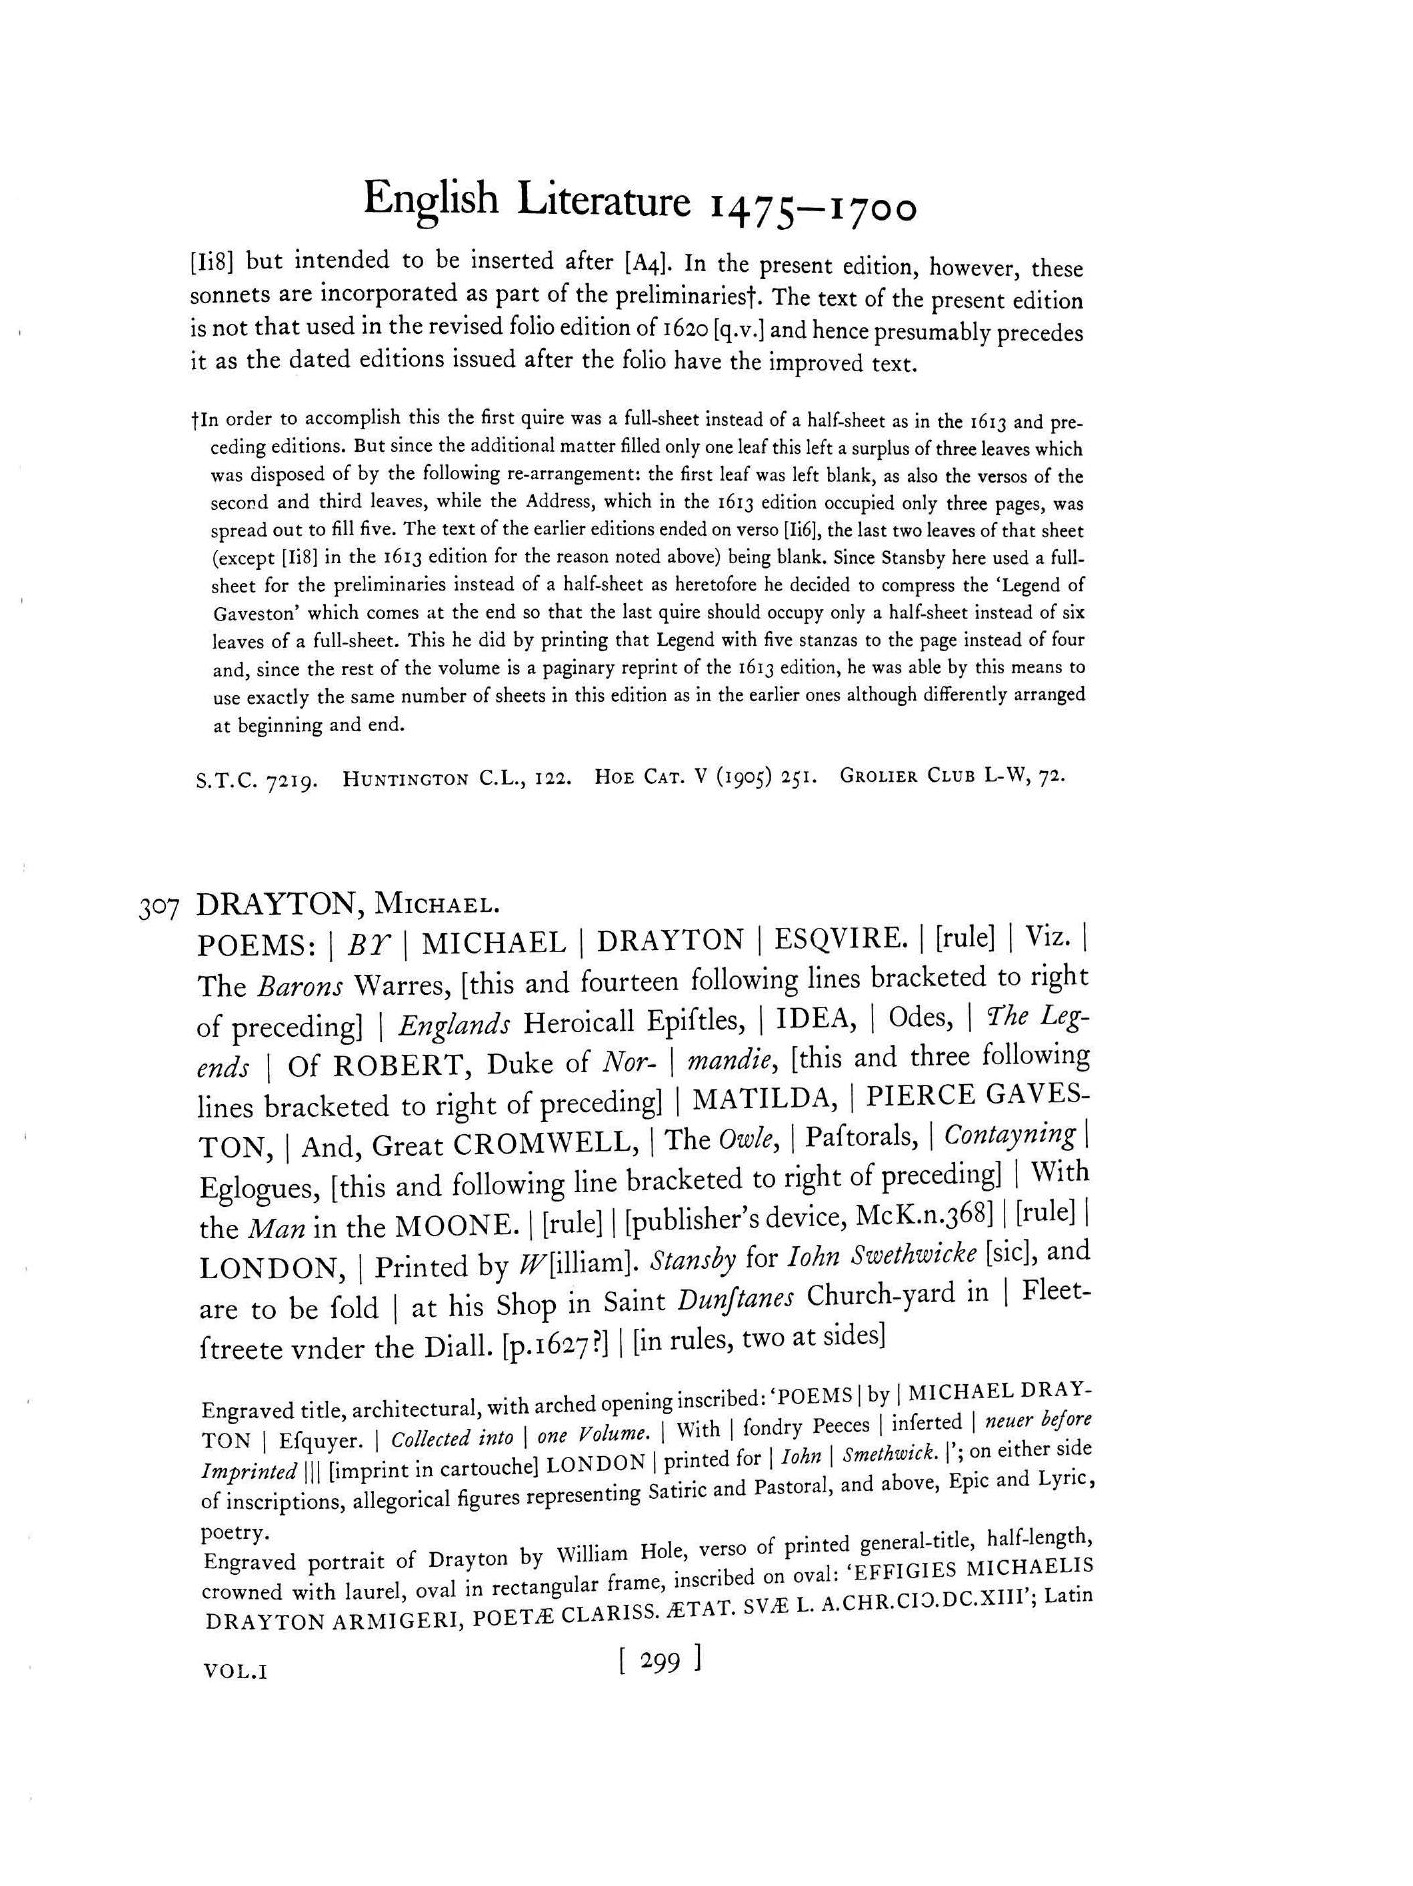 English Literature 1475–1700
[Ii8] but intended to be inserted after [A4]. In the present edition, however, these
sonnets are incorporated as part of the preliminaries†. The text of the present edition
is not that used in the revised folio edition of 1620 [q.v.] and hence presumably precedes
it as the dated editions issued after the folio have the improved text.
†In order to accomplish this the first quire was a full-sheet instead of a half-sheet as in the 1613 and pre-
ceding editions. But since the additional matter filled only one leaf this left a surplus of three leaves which
was disposed of by the following re-arrangement: the first leaf was left blank, as also the versos of the
second and third leaves, while the Address, which in the 1613 edition occupied only three pages, was
spread out to fill five. The text of the earlier editions ended on verso [Ii6], the last two leaves of that sheet
(except [Ii8] in the 1613 edition for the reason noted above) being blank. Since Stansby here used a full-
sheet for the preliminaries instead of a half-sheet as heretofore he decided to compress the ‘Legend of
Gaveston’ which comes at the end so that the last quire should occupy only a half-sheet instead of six
leaves of a full-sheet. This he did by printing that Legend with five stanzas to the page instead of four
and, since the rest of the volume is a paginary reprint of the 1613 edition, he was able by this means to
use exactly the same number of sheets in this edition as in the earlier ones although differently arranged
at beginning and end.
S.T.C. 7219. HUNTINGTON C.L., 122. HOE CAT. V (1905) 251. GROLIER CLUB L-W, 72.
307 DRAYTON, MICHAEL.
POEMS: | BY | MICHAEL | DRAYTON | ESQVIRE. | [rule] | Viz. |
The Barons Warres, [this and fourteen following lines bracketed to right
of preceding] | Englands Heroicall Epiſtles, | IDEA, | Odes, | The Leg-
ends | Of ROBERT, Duke of Nor- | mandie, [this and three following
lines bracketed to right of preceding] | MATILDA, | PIERCE GAVES-
TON, | And, Great CROMWELL, | The Owle, | Paſtorals, | Contayning |
Eglogues, [this and following line bracketed to right of preceding] | With
the Man in the MOONE. | [rule] | [publisher’s device, McK.n.368] | [rule] |
LONDON, | Printed by W[illiam]. Stansby for Iohn Swethwicke [sic], and
are to be ſold | at his Shop in Saint Dunſtanes Church-yard in | Fleet-
ſtreete vnder the Diall. [p.1627?] | [in rules, two at sides]
Engraved title, architectural, with arched opening inscribed: ‘POEMS | by | MICHAEL DRAY-
TON | Eſquyer. | Collected into | one Volume. | With | ſondry Peeces | inſerted | neuer before
Imprinted ||| [imprint in cartouche] LONDON | printed for | Iohn | Smethwick. |’; on either side
of inscriptions, allegorical figures representing Satiric and Pastoral, and above, Epic and Lyric,
poetry.
Engraved portrait of Drayton by William Hole, verso of printed general-title, half-length,
crowned with laurel, oval in rectangular frame, inscribed on oval: ‘EFFIGIES MICHAELIS
DRAYTON ARMIGERI, POETÆ CLARISS. ÆTAT. SVÆ L. A.CHR.CIƆ.DC.XIII’; Latin
VOL.I
[ 299 ]